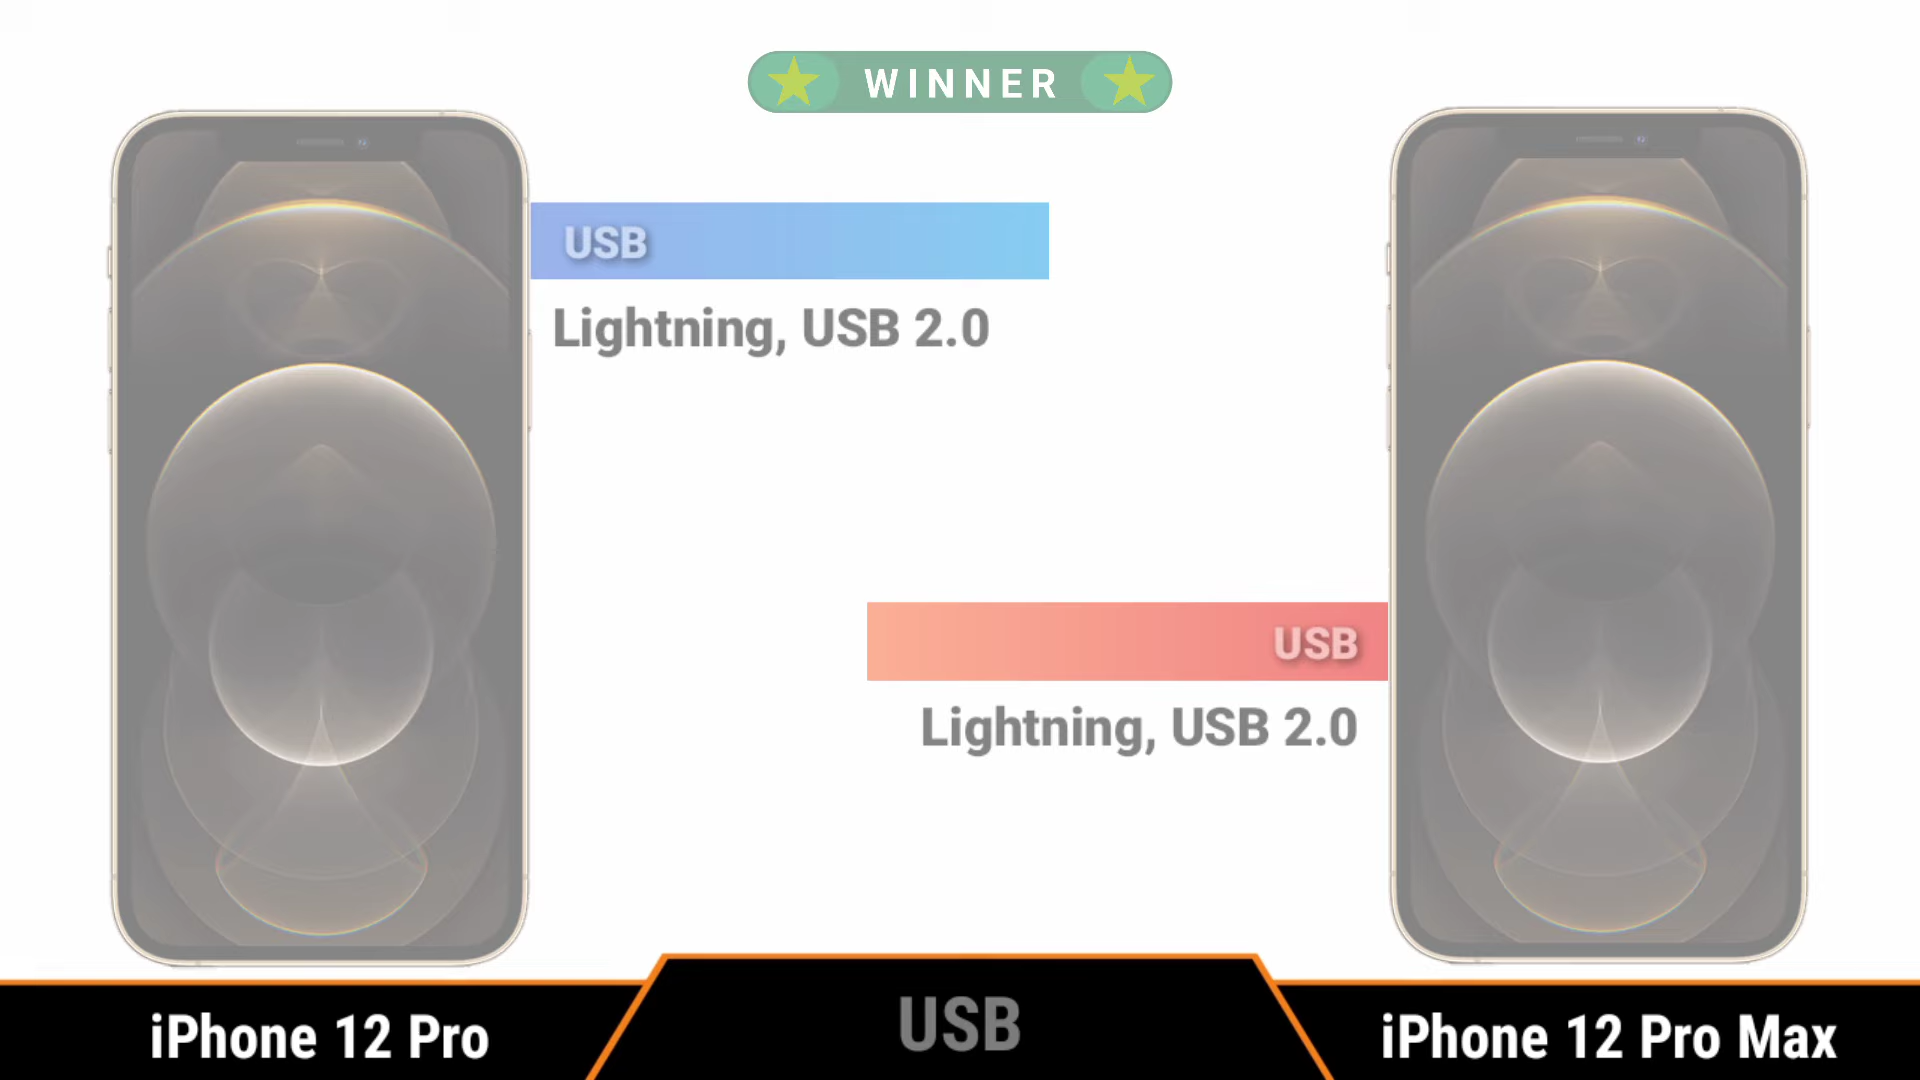 WINNER
USB
Lightning, USB 2.0
USB
Lightning, USB 2.0
iPhone 12 Pro
USB
iPhone 12 Pro Max